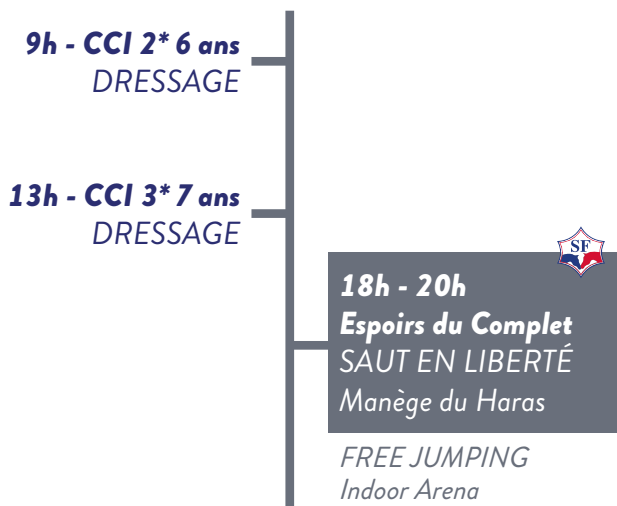 9h - CCI 2* 6 ans
DRESSAGE
13h - CCI 3* 7 ans
DRESSAGE
SF
18h - 20h
Espoirs du Complet
SAUT EN LIBERTÉ
Manège du Haras
FREE JUMPING
Indoor Arena